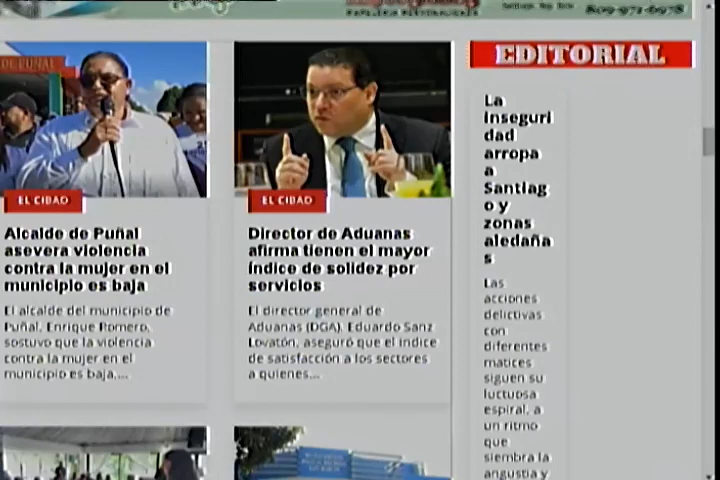 809-971-6978
DE PUÑAL
EL CIBAO
Alcalde de Puñal
asevera violencia
contra la mujer en el
municipio es baja
El alcalde del municipio de
Puñal, Enrique Romero,
sostuvo que la violencia
contra la mujer en el
municipio es baja,...
EL CIBAO
Director de Aduanas
afirma tienen el mayor
índice de solidez por
servicios
El director general de
Aduanas (DGA), Eduardo Sanz
Lovatón, aseguró que el índice
de satisfacción a los sectores
a quienes...
EDITORIAL
La
inseguri
dad
arropa
a
Santiag
o y
zonas
aledaña
s
Las
acciones
delictivas
con
diferentes
matices
siguen su
luctuosa
espiral, a
un ritmo
que
siembra la
angustia y